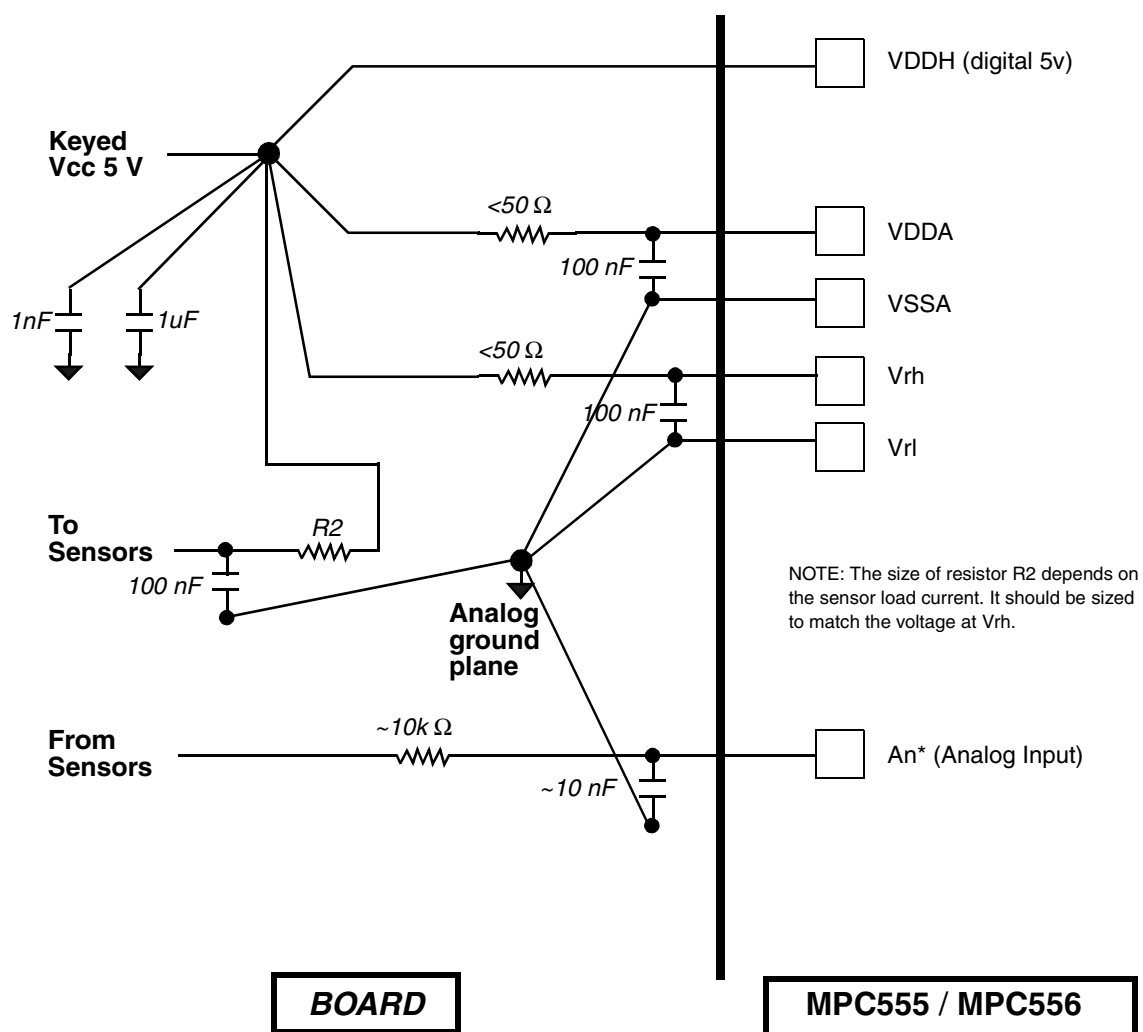 VDDH (digital 5v)
Keyed
Vcc 5 V
<50 Ω
VDDA
100 nF
VSSA
1nF
1uF
<50 Ω
Vrh
100 nF
Vrl
To
Sensors
R2
100 nF
Analog
ground
plane
NOTE: The size of resistor R2 depends on
the sensor load current. It should be sized
to match the voltage at Vrh.
From
Sensors
~10k Ω
An* (Analog Input)
~10 nF
BOARD
MPC555 / MPC556